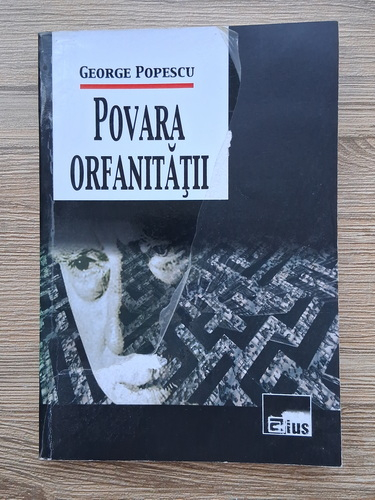 GEORGE POPESCU
POVARA
ORFANITĂŢII
aius